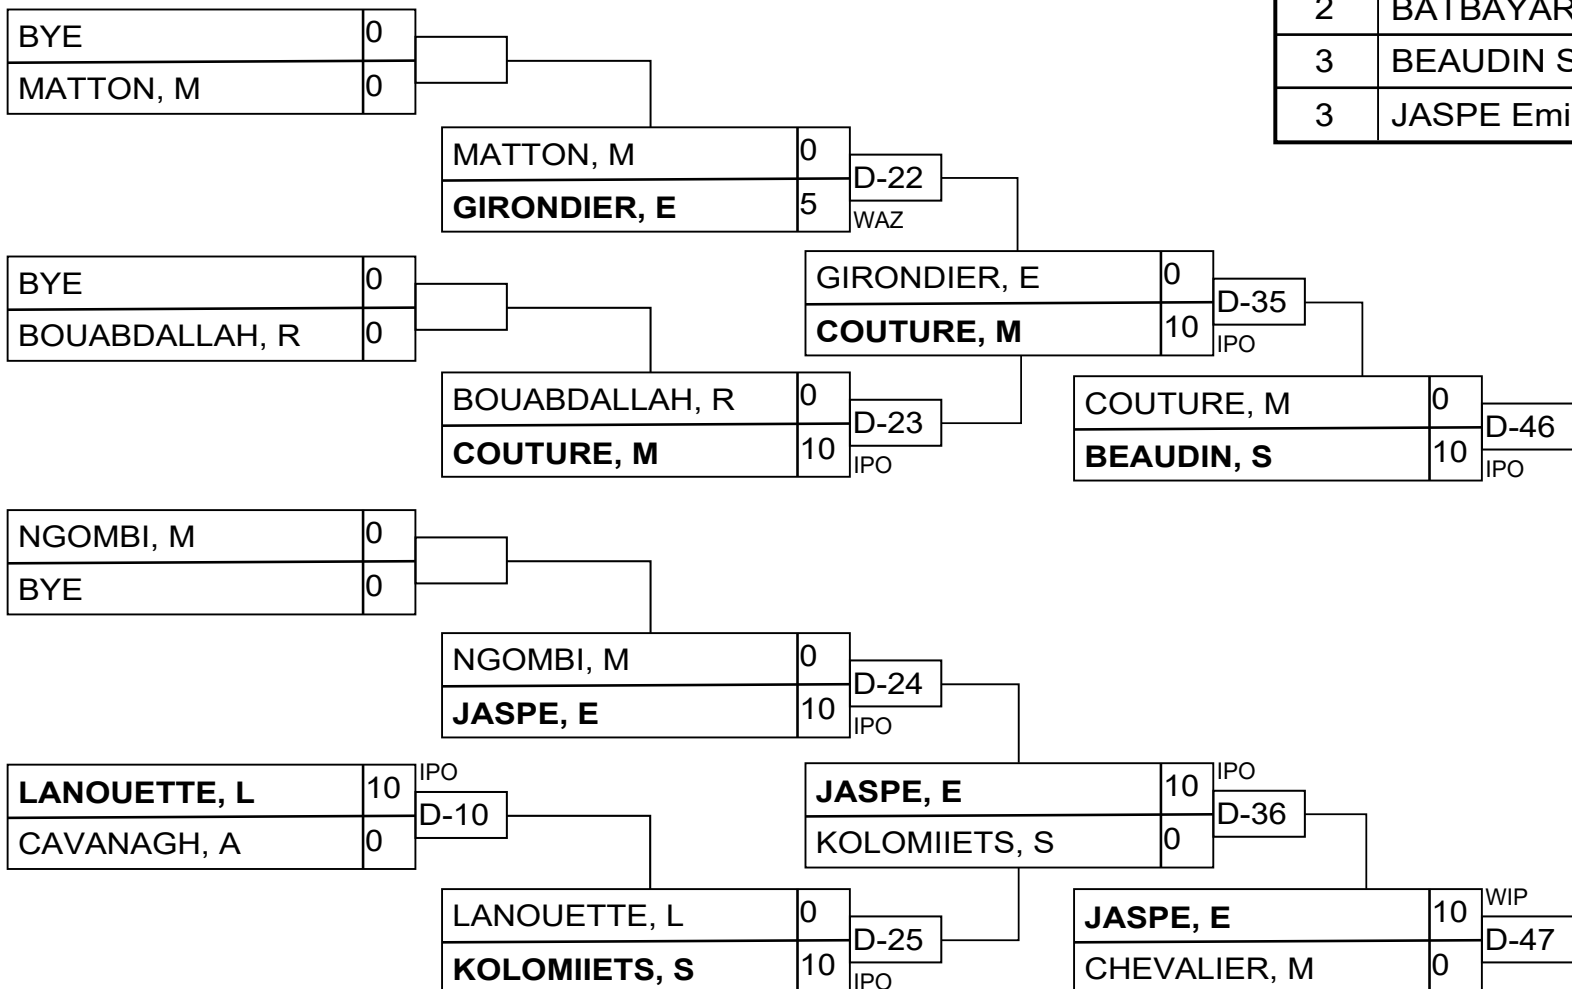 2 BATBAYAR
BYE 0
MATTON, M 0
3 BEAUDIN S
3 JASPE Emi
MATTON, M 0
D-22
GIRONDIER, E 5
WAZ
BYE 0
BOUABDALLAH, R 0
GIRONDIER, E 0
D-35
COUTURE, M 10
IPO
BOUABDALLAH, R 0
D-23
COUTURE, M 10
IPO
COUTURE, M 0
D-46
BEAUDIN, S 10
IPO
NGOMBI, M 0
BYE 0
NGOMBI, M 0
D-24
JASPE, E 10
IPO
IPO
LANOUETTE, L 10
D-10
CAVANAGH, A 0
IPO
JASPE, E 10
D-36
KOLOMIIETS, S 0
LANOUETTE, L 0
D-25
KOLOMIIETS, S 10
IPO
WIP
JASPE, E 10
D-47
CHEVALIER, M 0